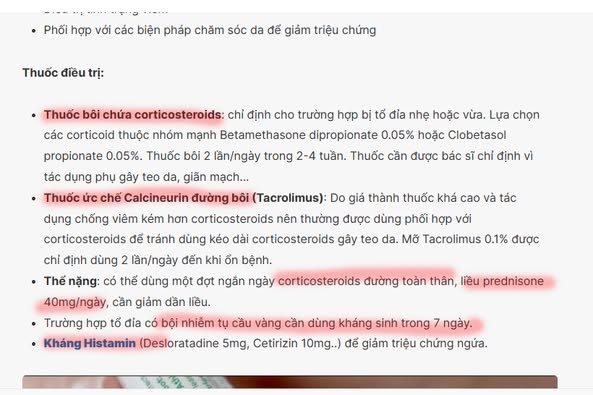 Phối hợp với các biện pháp chăm sóc da để giảm triệu chứng
Thuốc điều trị:
Thuốc bôi chứa corticosteroids: chỉ định cho trường hợp bị tổ đỉa nhẹ hoặc vừa. Lựa chọn
các corticoid thuộc nhóm mạnh Betamethasone dipropionate 0.05% hoặc Clobetasol
propionate 0.05%. Thuốc bôi 2 lần/ngày trong 2-4 tuần. Thuốc cần được bác sĩ chỉ định vì
tác dụng phụ gây teo da, giãn mạch...
Thuốc ức chế Calcineurin đường bôi (Tacrolimus): Do giá thành thuốc khá cao và tác
dụng chống viêm kém hơn corticosteroids nên thường được dùng phối hợp với
corticosteroids để tránh dùng kéo dài corticosteroids gây teo da. Mỡ Tacrolimus 0.1% được
chỉ định dùng 2 lần/ngày đến khi ổn bệnh.
Thể nặng: có thể dùng một đợt ngắn ngày corticosteroids đường toàn thân, liều prednisone
40mg/ngày, cần giảm dần liều.
Trường hợp tổ đỉa có bội nhiễm tụ cầu vàng cần dùng kháng sinh trong 7 ngày.
Kháng Histamin (Desloratadine 5mg, Cetirizin 10mg..) để giảm triệu chứng ngứa.